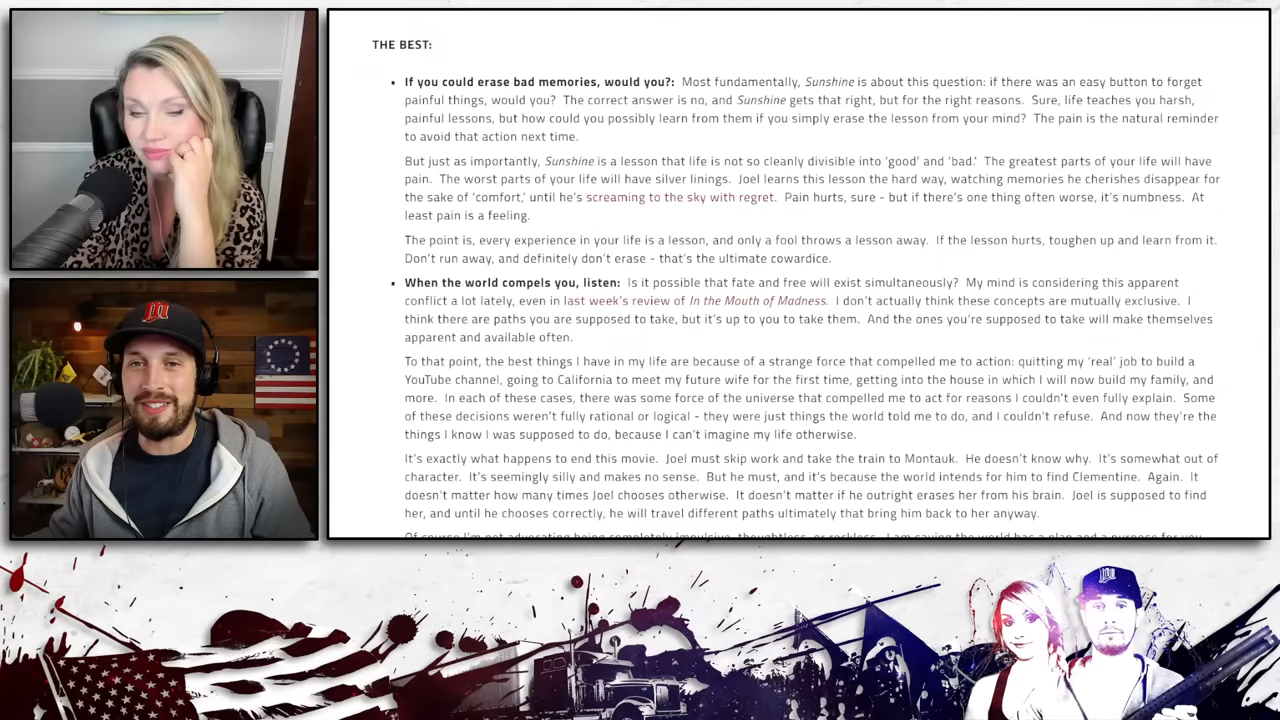 THE BEST:
If you could erase bad memories, would you?: Most fundamentally, Sunshine is about this question: if there was an easy button to forget
painful things, would you? The correct answer is no, and Sunshine gets that right, but for the right reasons. Sure, life teaches you harsh,
painful lessons, but how could you possibly learn from them if you simply erase the lesson from your mind? The pain is the natural reminder
to avoid that action next time.
But just as importantly, Sunshine is a lesson that life is not so cleanly divisible into 'good' and 'bad.' The greatest parts of your life will have
pain. The worst parts of your life will have silver linings. Joel learns this lesson the hard way, watching memories he cherishes disappear for
the sake of 'comfort,' until he's screaming to the sky with regret. Pain hurts, sure - but if there's one thing often worse, it's numbness. At
least pain is a feeling.
The point is, every experience in your life is a lesson, and only a fool throws a lesson away. If the lesson hurts, toughen up and learn from it.
Don't run away, and definitely don't erase - that's the ultimate cowardice.
When the world compels you, listen: Is it possible that fate and free will exist simultaneously? My mind is considering this apparent
conflict a lot lately, even in last week's review of In the Mouth of Madness. I don't actually think these concepts are mutually exclusive. I
think there are paths you are supposed to take, but it's up to you to take them. And the ones you're supposed to take will make themselves
apparent and available often.
To that point, the best things I have in my life are because of a strange force that compelled me to action: quitting my 'real' job to build a
YouTube channel, going to California to meet my future wife for the first time, getting into the house in which I will now build my family, and
more. In each of these cases, there was some force of the universe that compelled me to act for reasons I couldn't even fully explain. Some
of these decisions weren't fully rational or logical - they were just things the world told me to do, and I couldn't refuse. And now they're the
things I know I was supposed to do, because I can't imagine my life otherwise.
It's exactly what happens to end this movie. Joel must skip work and take the train to Montauk. He doesn't know why. It's somewhat out of
character. It's seemingly silly and makes no sense. But he must, and it's because the world intends for him to find Clementine. Again. It
doesn't matter how many times Joel chooses otherwise. It doesn't matter if he outright erases her from his brain. Joel is supposed to find
her, and until he chooses correctly, he will travel different paths ultimately that bring him back to her anyway.
Of course I'm not advocating being completely impulsive, thoughtless, or reckless. I am saying the world has a plan and a purpose for you